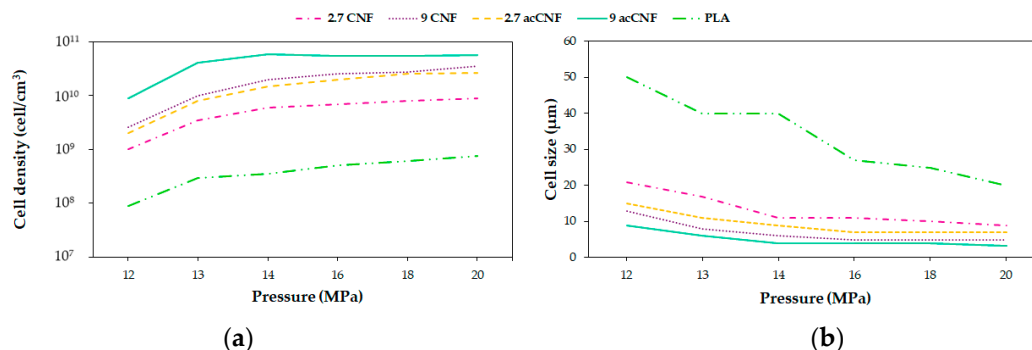 2.7 CNF 9 CNF 2.7 acCNF 9 acCNF PLA
Cell density (cell/cm³)
10¹¹
10¹⁰
10⁹
10⁸
10⁷
12 13 14 16 18 20
Pressure (MPa)
(a)
Cell size (µm)
60
50
40
30
20
10
0
12 13 14 16 18 20
Pressure (MPa)
(b)